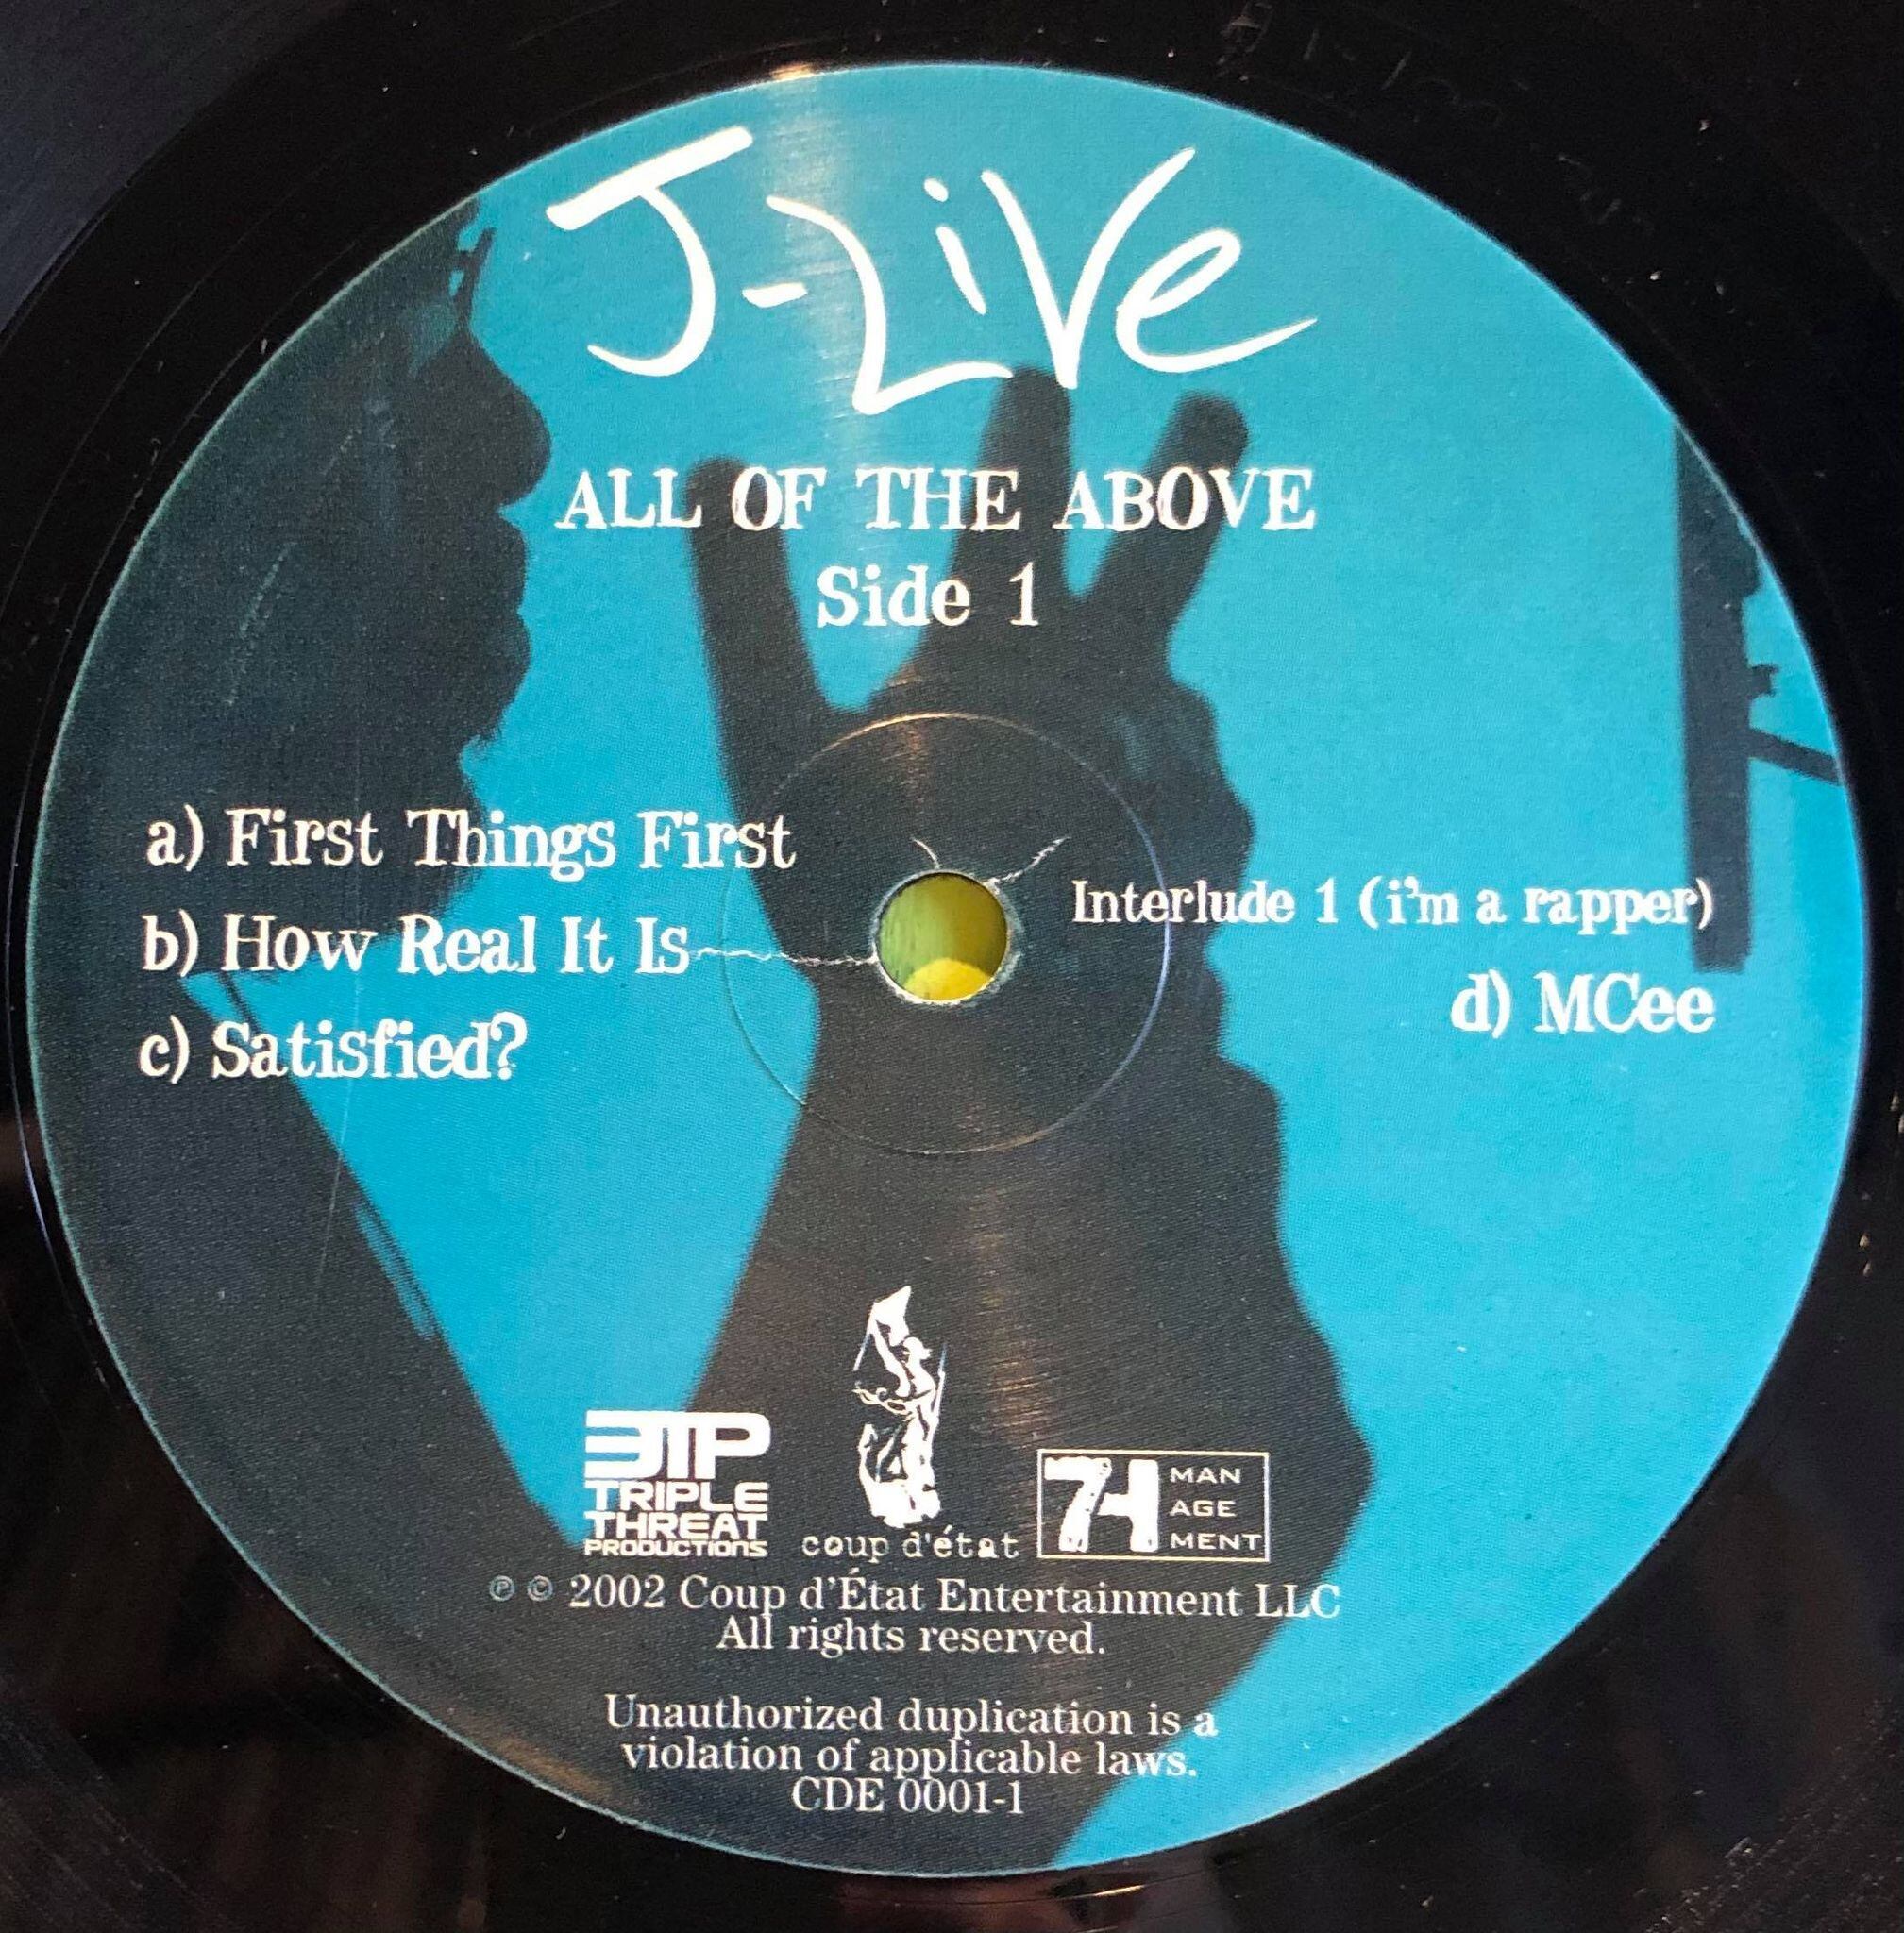 J-LiVe
ALL OF THE ABOVE
Side 1
a) First Things First
b) How Real It Is
c) Satisfied?
Interlude 1 (i'm a rapper)
d) MCee
3TP
TRIPLE
THREAT
PRODUCTIONS
coup d'état
7H
MAN
AGE
MENT
℗ © 2002 Coup d'État Entertainment LLC
All rights reserved.
Unauthorized duplication is a
violation of applicable laws.
CDE 0001-1